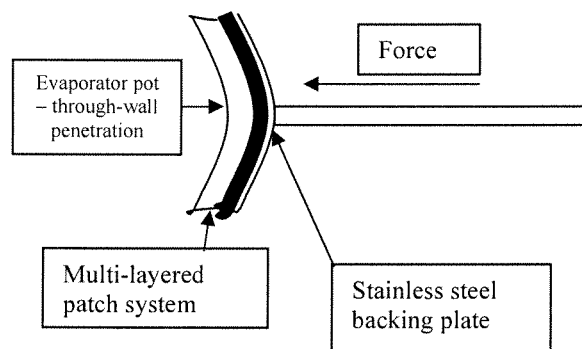 Force
Evaporator pot
– through-wall
penetration
Multi-layered
patch system
Stainless steel
backing plate